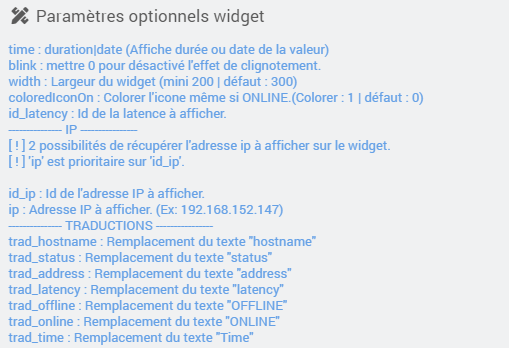 Paramètres optionnels widget
time : duration|date (Affiche durée ou date de la valeur)
blink : mettre 0 pour désactivé l'effet de clignotement.
width : Largeur du widget (mini 200 | défaut : 300)
coloredIconOn : Colorer l'icone même si ONLINE.(Colorer : 1 | défaut : 0)
id_latency : Id de la latence à afficher.
--------------- IP ----------------
[ ! ] 2 possibilités de récupérer l'adresse ip à afficher sur le widget.
[ ! ] 'ip' est prioritaire sur 'id_ip'.
id_ip : Id de l'adresse IP à afficher.
ip : Adresse IP à afficher. (Ex: 192.168.152.147)
--------------- TRADUCTIONS ----------------
trad_hostname : Remplacement du texte "hostname"
trad_status : Remplacement du texte "status"
trad_address : Remplacement du texte "address"
trad_latency : Remplacement du texte "latency"
trad_offline : Remplacement du texte "OFFLINE"
trad_online : Remplacement du texte "ONLINE"
trad_time : Remplacement du texte "Time"